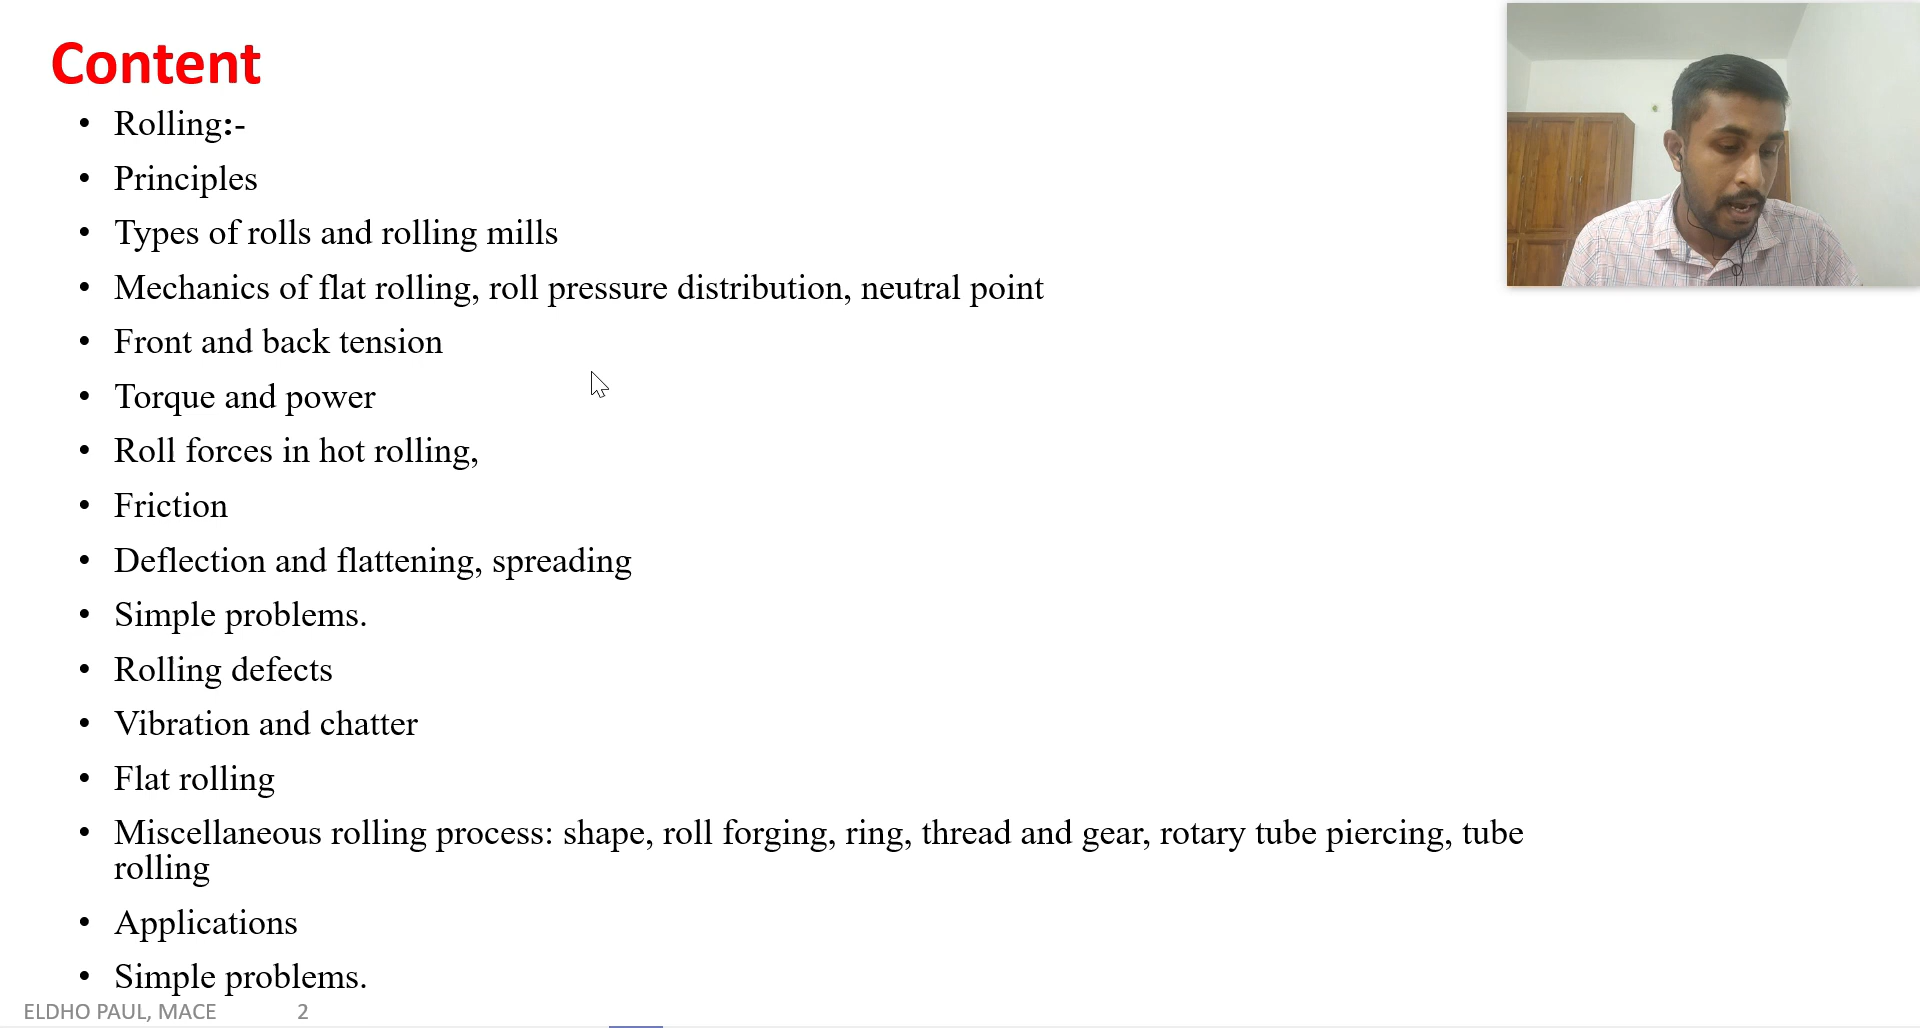 Content
• Rolling:-
• Principles
• Types of rolls and rolling mills
• Mechanics of flat rolling, roll pressure distribution, neutral point
• Front and back tension
• Torque and power
• Roll forces in hot rolling,
• Friction
• Deflection and flattening, spreading
• Simple problems.
• Rolling defects
• Vibration and chatter
• Flat rolling
• Miscellaneous rolling process: shape, roll forging, ring, thread and gear, rotary tube piercing, tube
rolling
• Applications
• Simple problems.
ELDHO PAUL, MACE 2